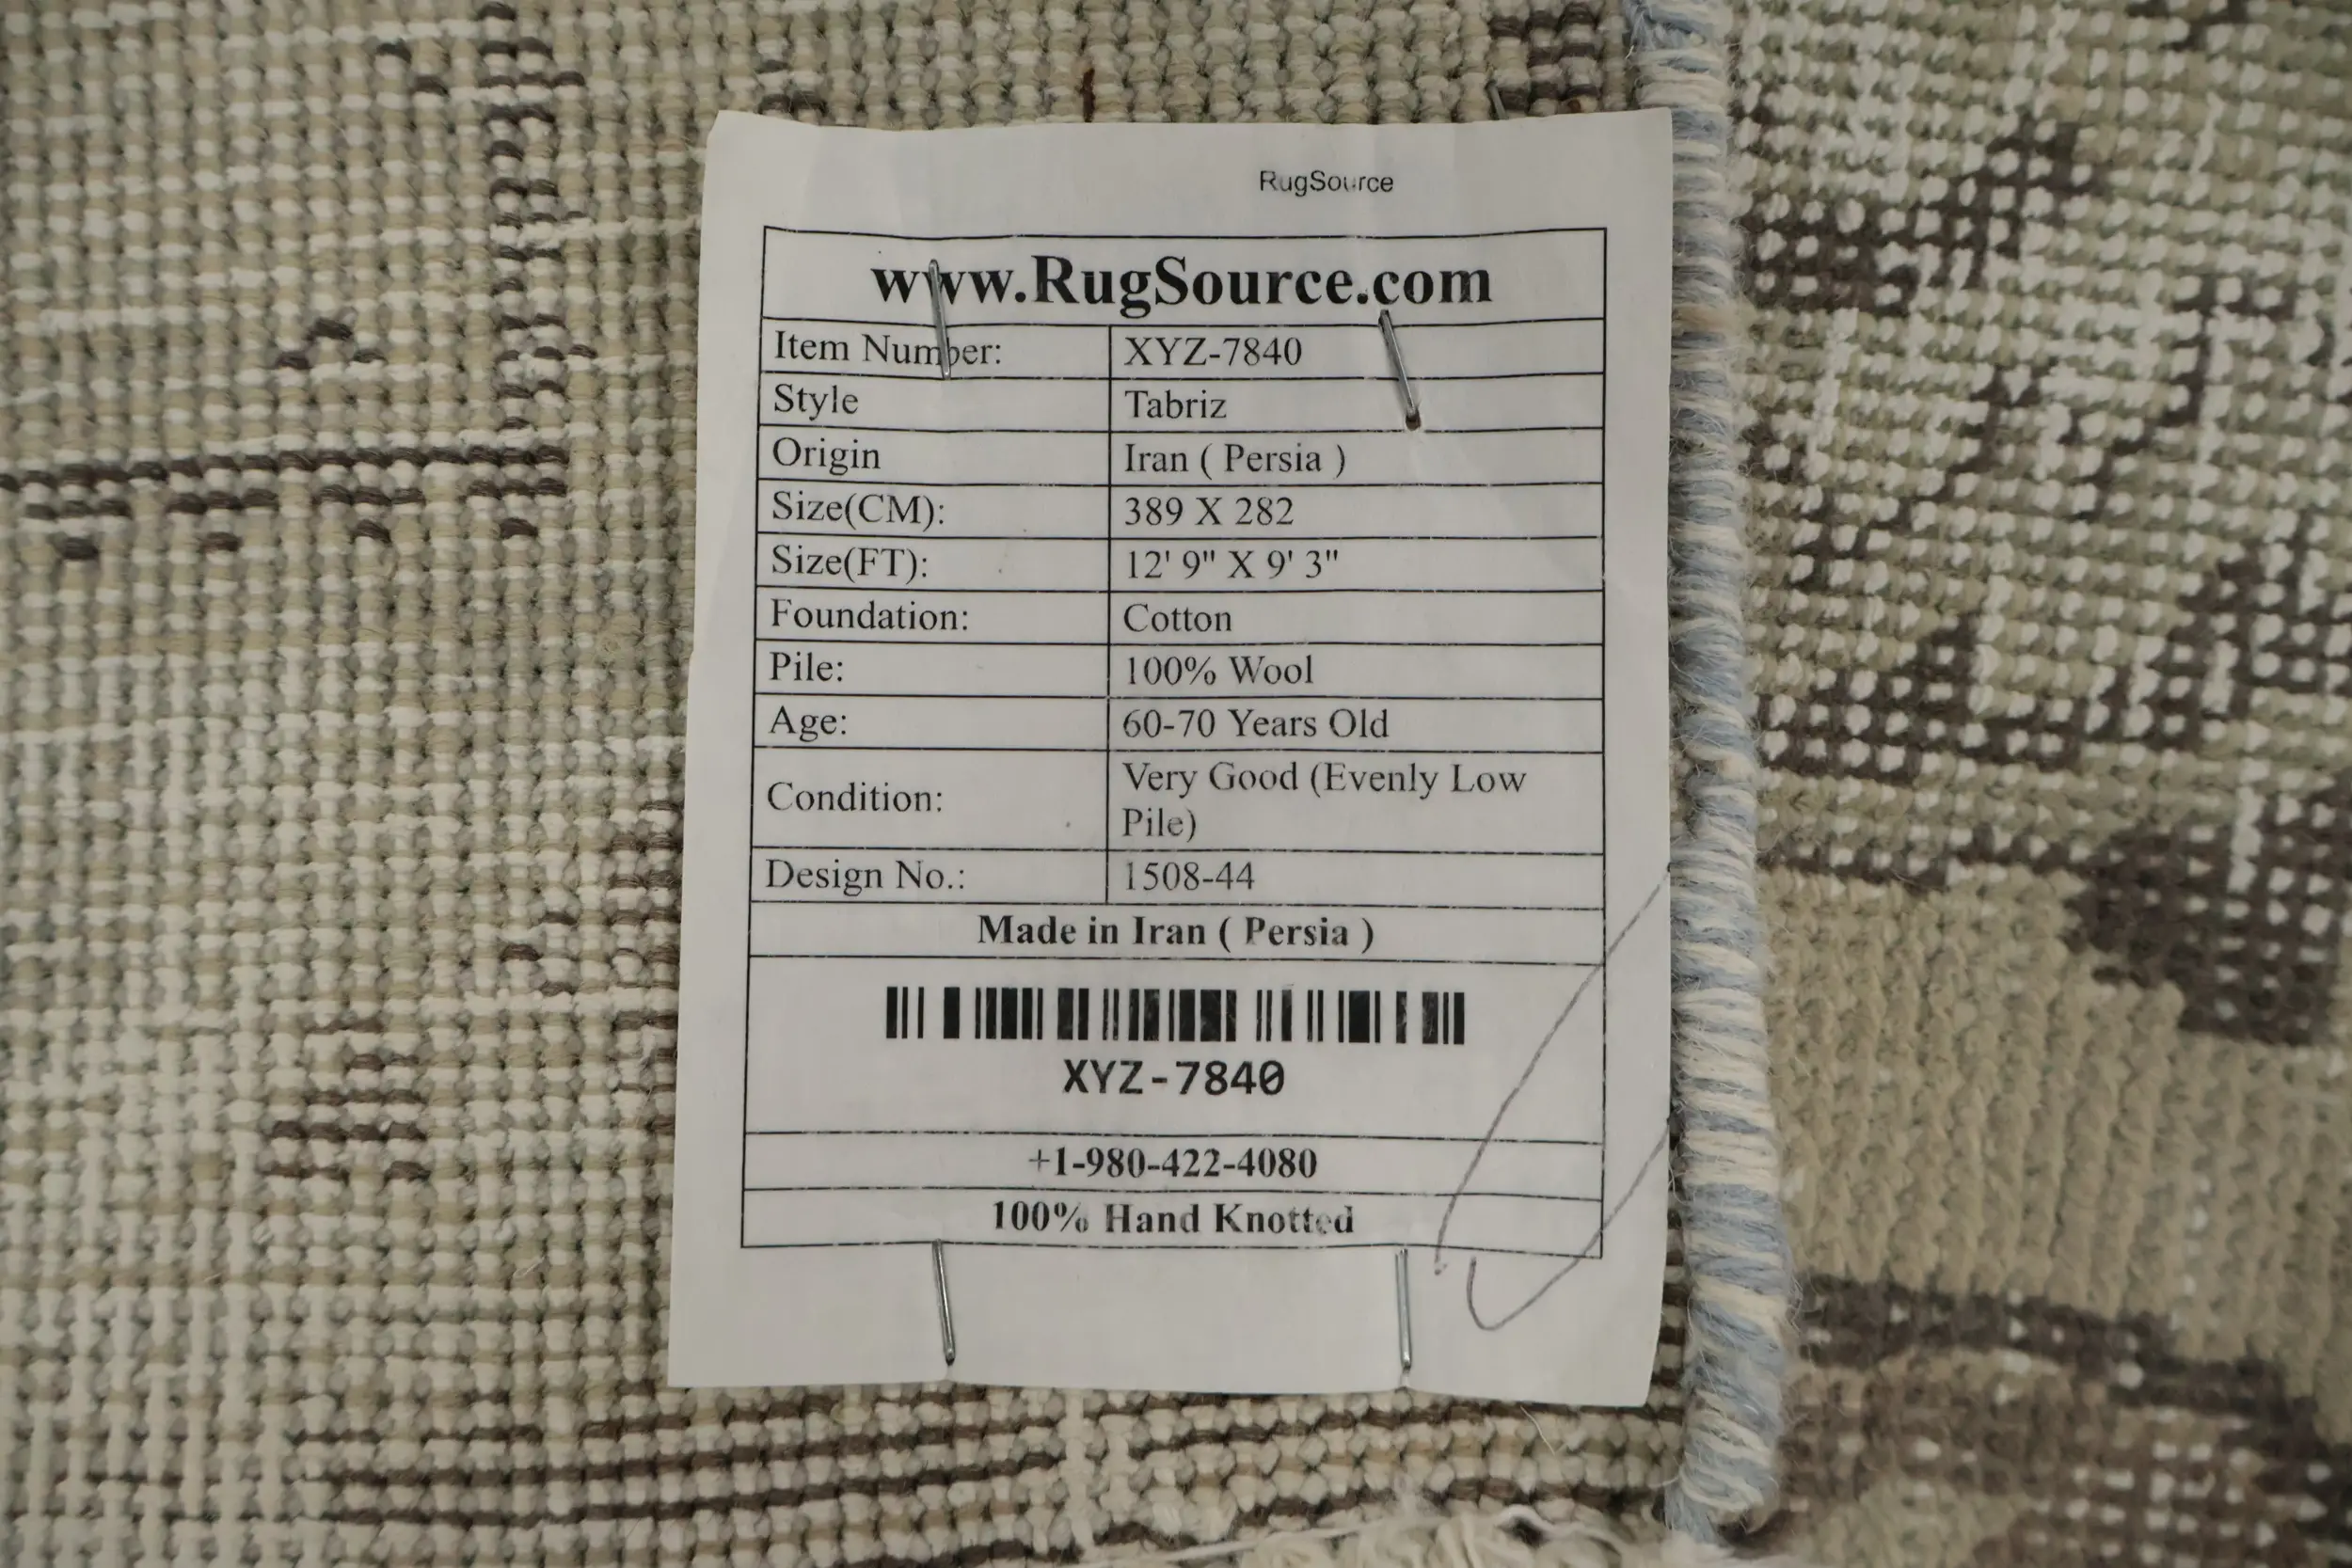 RugSource
www.RugSource.com
Item Number: XYZ-7840
Style Tabriz
Origin Iran ( Persia )
Size(CM): 389 X 282
Size(FT): 12' 9" X 9' 3"
Foundation: Cotton
Pile: 100% Wool
Age: 60-70 Years Old
Condition: Very Good (Evenly Low
Pile)
Design No.: 1508-44
Made in Iran ( Persia )
XYZ-7840
+1-980-422-4080
100% Hand Knotted